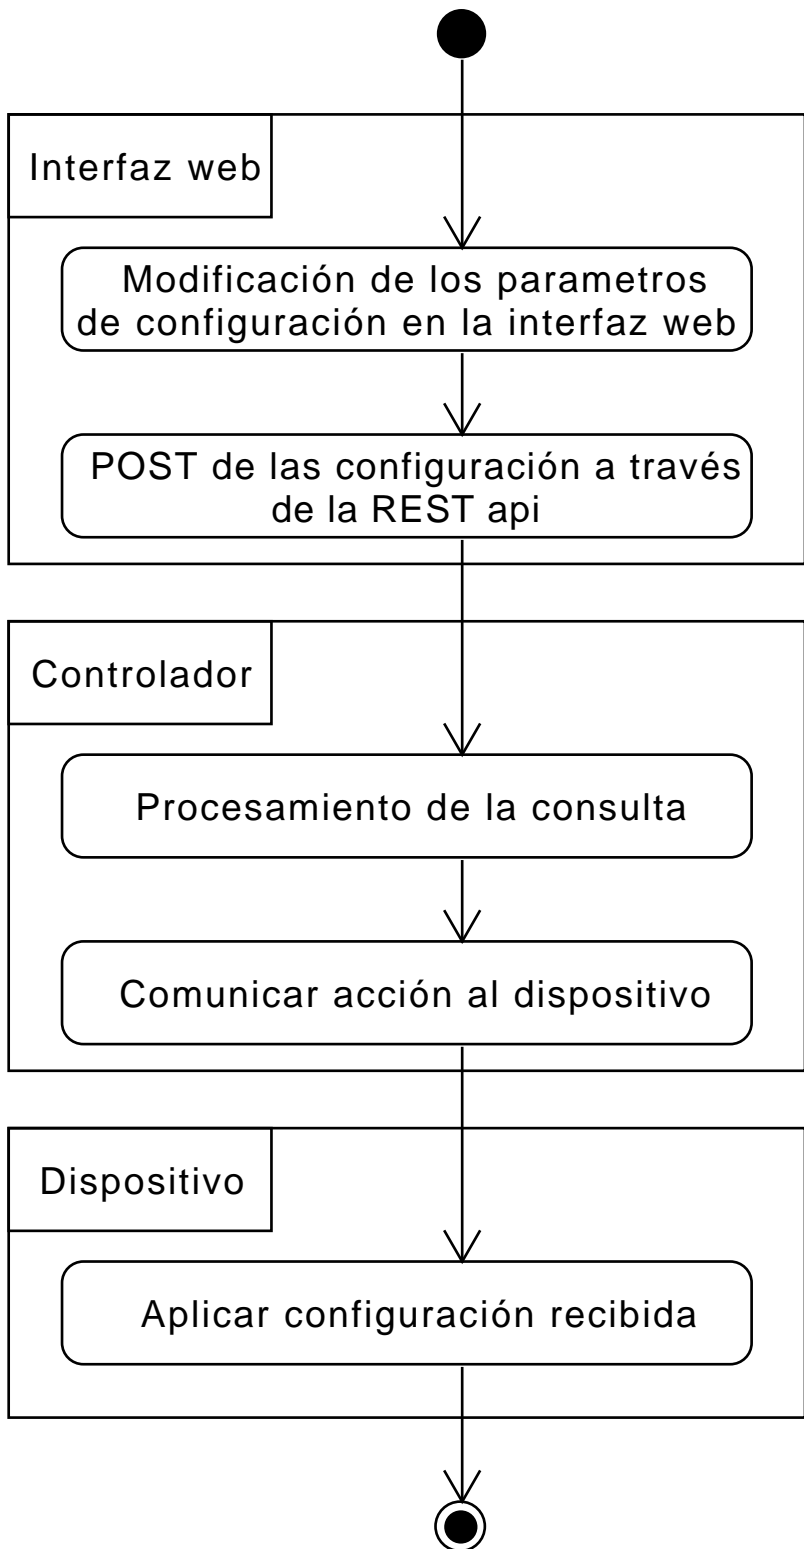 Interfaz web
Modificación de los parametros
de configuración en la interfaz web
POST de las configuración a través
de la REST api
Controlador
Procesamiento de la consulta
Comunicar acción al dispositivo
Dispositivo
Aplicar configuración recibida